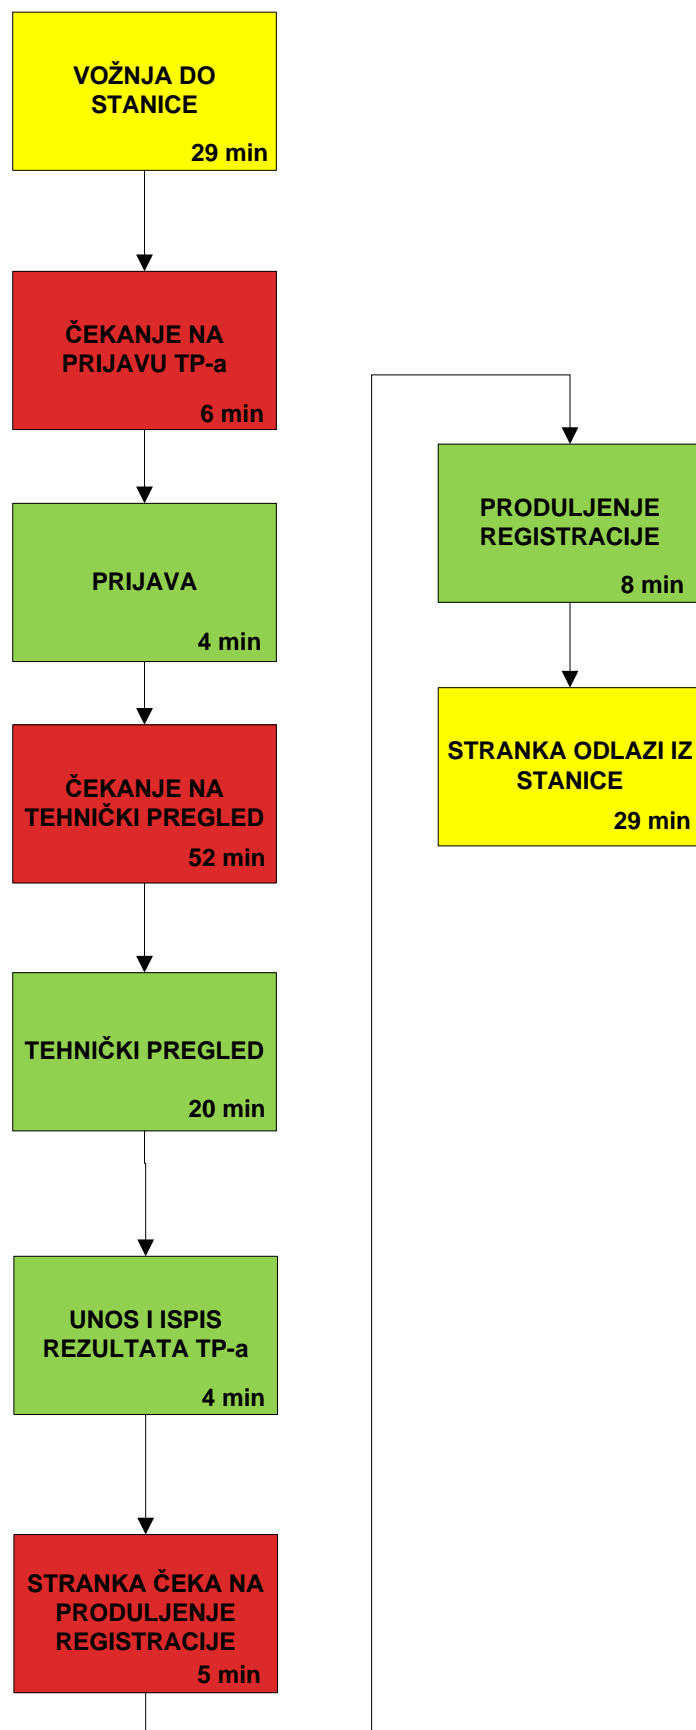 VOŽNJA DO
STANICE
29 min
ČEKANJE NA
PRIJAVU TP-a
6 min
PRIJAVA
4 min
ČEKANJE NA
TEHNIČKI PREGLED
52 min
TEHNIČKI PREGLED
20 min
UNOS I ISPIS
REZULTATA TP-a
4 min
STRANKA ČEKA NA
PRODULJENJE
REGISTRACIJE
5 min
PRODULJENJE
REGISTRACIJE
8 min
STRANKA ODLAZI IZ
STANICE
29 min